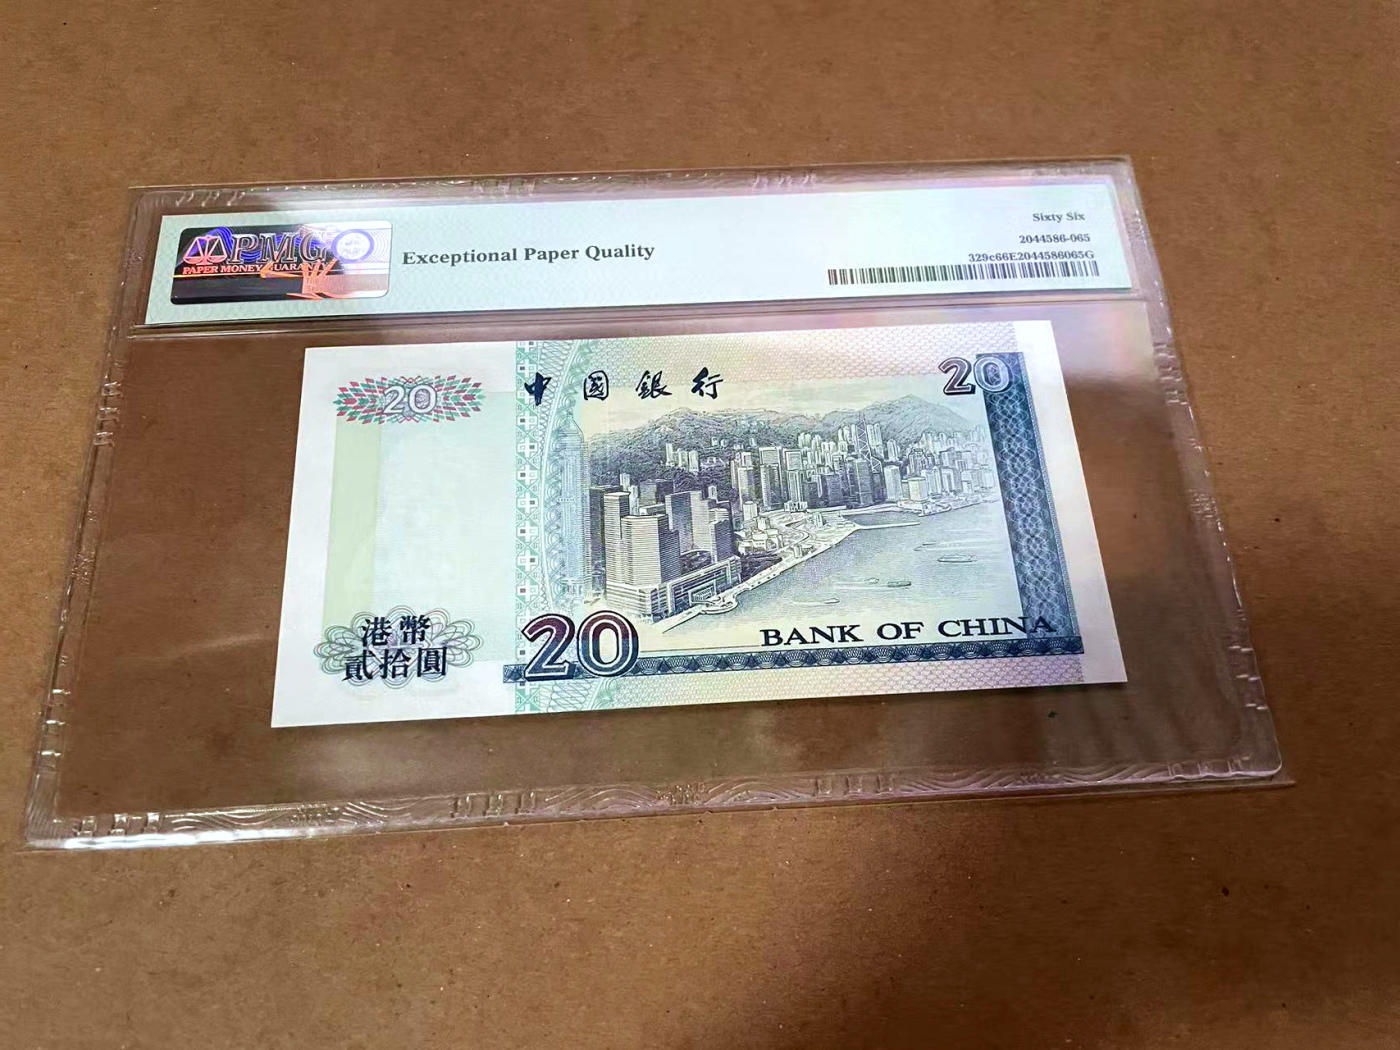 PMG
PAPER MONEY GUARANTY
Exceptional Paper Quality
Sixty Six
2044586-065
329c66E2044586065G
20
中國銀行
20
港幣
貳拾圓
20
BANK OF CHINA